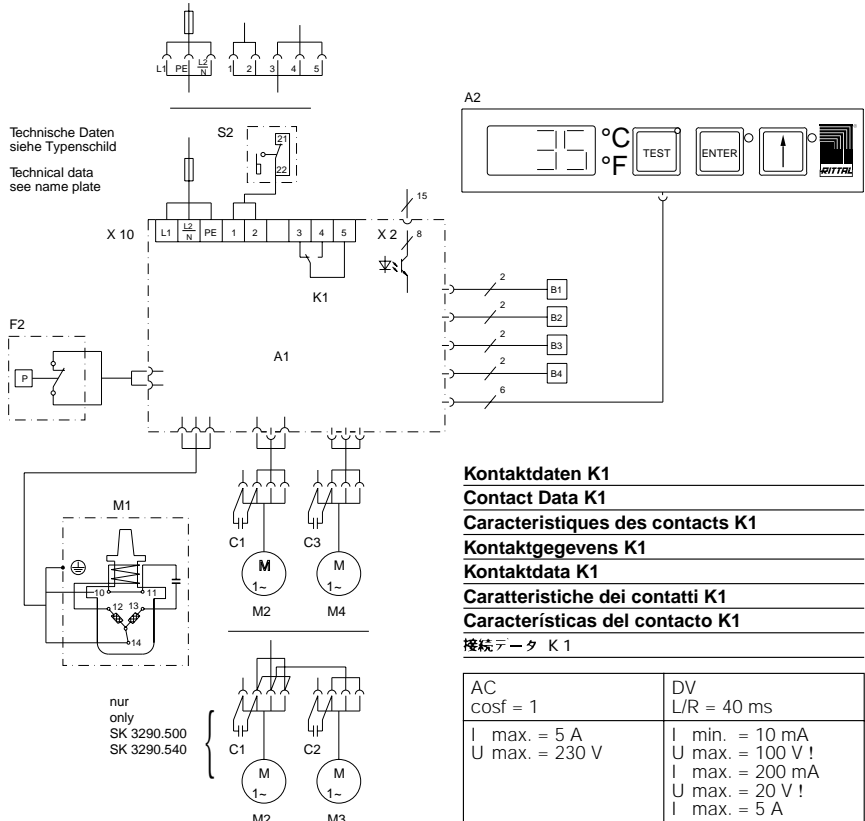 L1 PE L2/N 1 2 3 4 5
Technische Daten
siehe Typenschild
Technical data
see name plate
S2
21
22
A2
35 °C
°F
TEST
ENTER
RITTAL
15
X 10
L1 L2/N PE 1 2 3 4 5
X 2
8
K1
A1
2
B1
2
B2
2
B3
2
B4
6
F2
P
M1
10
11
12
13
14
C1
C3
M
1~
M
1~
M2
M4
nur
only
SK 3290.500
SK 3290.540
C1
C2
M
1~
M
1~
M2
M3
Kontaktdaten K1
Contact Data K1
Caracteristiques des contacts K1
Kontaktgegevens K1
Kontaktdata K1
Caratteristiche dei contatti K1
Características del contacto K1
接続データ K 1
AC
cosf = 1
DV
L/R = 40 ms
I max. = 5 A
U max. = 230 V
I min. = 10 mA
U max. = 100 V !
I max. = 200 mA
U max. = 20 V !
I max. = 5 A